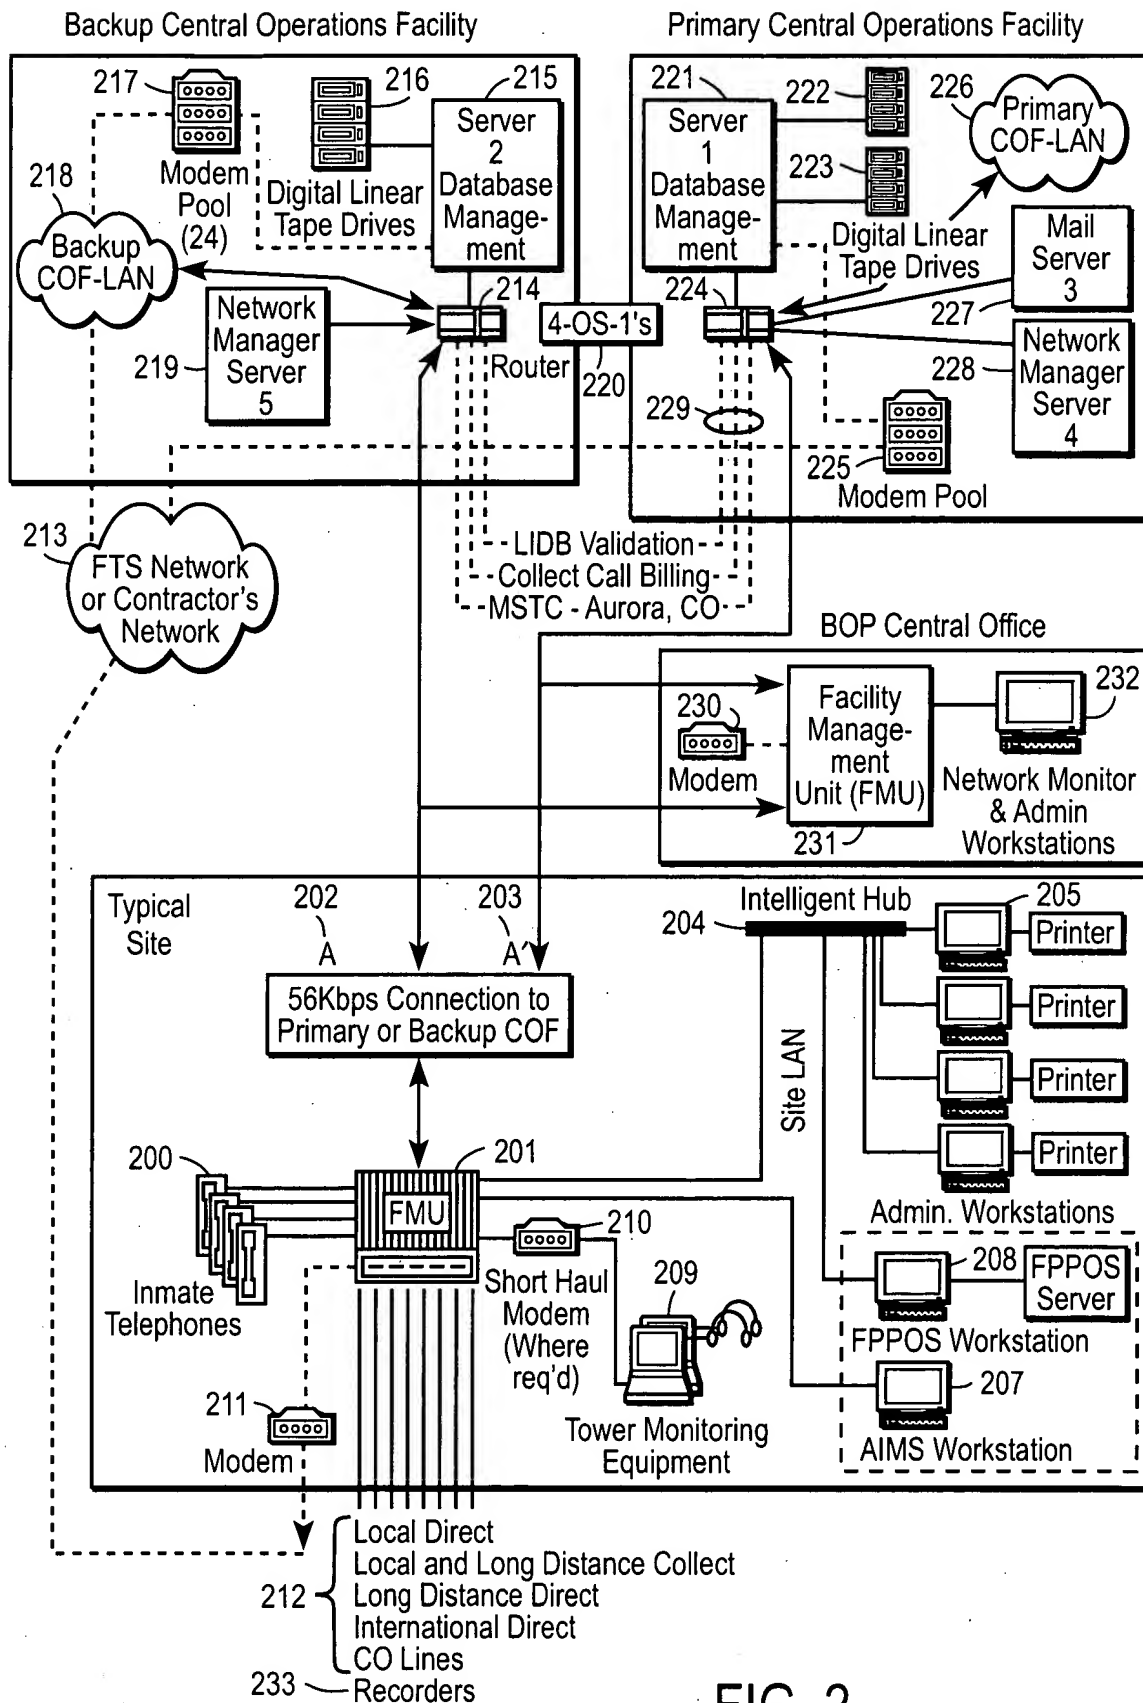 Backup Central Operations Facility
Primary Central Operations Facility
217
216
215
Server
2
Database
Manage-
ment
Modem
Pool
(24)
Digital Linear
Tape Drives
218
Backup
COF-LAN
219
Network
Manager
Server
5
214
Router
4-OS-1's
220
221
Server
1
Database
Manage-
ment
222
223
Digital Linear
Tape Drives
226
Primary
COF-LAN
224
Mail
Server
3
227
228
Network
Manager
Server
4
229
225
Modem Pool
213
FTS Network
or Contractor's
Network
LIDB Validation
Collect Call Billing
MSTC - Aurora, CO
BOP Central Office
230
Modem
Facility
Manage-
ment
Unit (FMU)
231
232
Network Monitor
& Admin
Workstations
Typical
Site
202
A
203
A'
56Kbps Connection to
Primary or Backup COF
Intelligent Hub
204
205
Printer
Printer
Printer
Printer
Site LAN
Admin. Workstations
200
Inmate
Telephones
201
FMU
210
Short Haul
Modem
(Where
req'd)
209
Tower Monitoring
Equipment
208
FPPOS
Server
FPPOS Workstation
207
AIMS Workstation
211
Modem
212
Local Direct
Local and Long Distance Collect
Long Distance Direct
International Direct
CO Lines
233
Recorders
FIG. 2